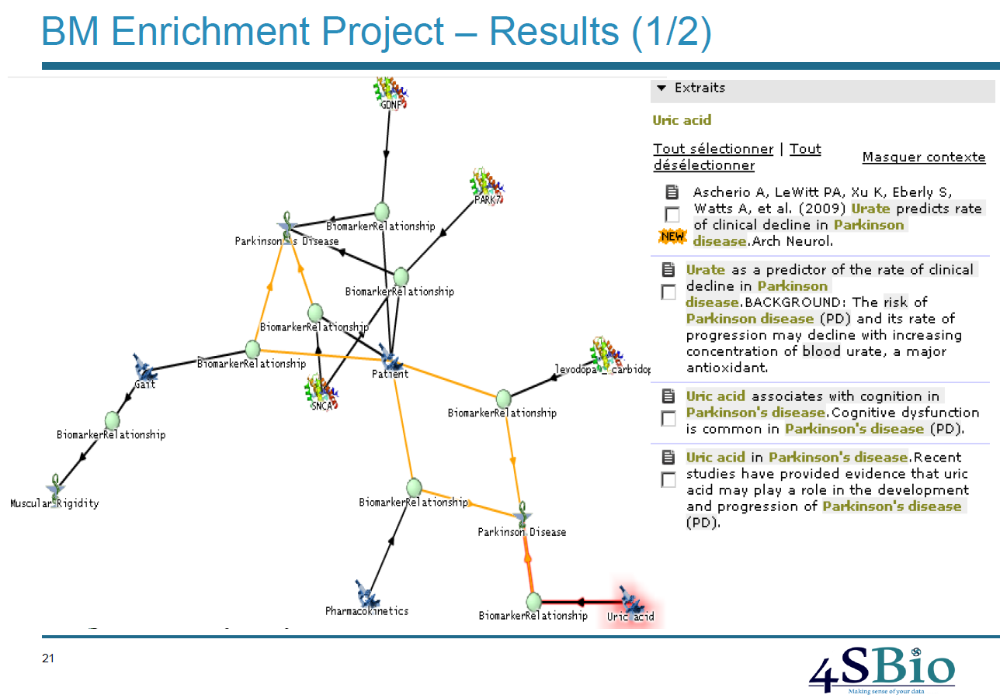 BM Enrichment Project – Results (1/2)
GDNF
PARK7
BiomarkerRelationship
Parkinson's Disease
BiomarkerRelationship
BiomarkerRelationship
BiomarkerRelationship
Gait
Patient
SNCA
BiomarkerRelationship
BiomarkerRelationship
Muscular Rigidity
BiomarkerRelationship
Parkinson Disease
Pharmacokinetics
BiomarkerRelationship
Uric acid
Extraits
Uric acid
Tout sélectionner | Tout
désélectionner
Masquer contexte
Ascherio A, LeWitt PA, Xu K, Eberly S,
Watts A, et al. (2009) Urate predicts rate
of clinical decline in Parkinson
NEW
disease.Arch Neurol.
Urate as a predictor of the rate of clinical
decline in Parkinson
disease.BACKGROUND: The risk of
Parkinson disease (PD) and its rate of
progression may decline with increasing
concentration of blood urate, a major
antioxidant.
Uric acid associates with cognition in
Parkinson's disease.Cognitive dysfunction
is common in Parkinson's disease (PD).
Uric acid in Parkinson's disease.Recent
studies have provided evidence that uric
acid may play a role in the development
and progression of Parkinson's disease
(PD).
21
4SBio
Making sense of your data